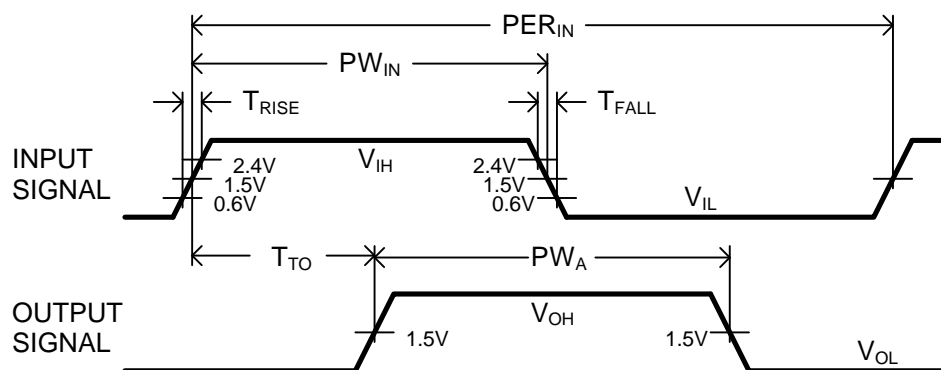 PER_IN
PW_IN
T_RISE
T_FALL
INPUT
SIGNAL
V_IH
2.4V
1.5V
0.6V
2.4V
1.5V
0.6V
V_IL
T_TO
PW_A
OUTPUT
SIGNAL
1.5V
V_OH
1.5V
V_OL